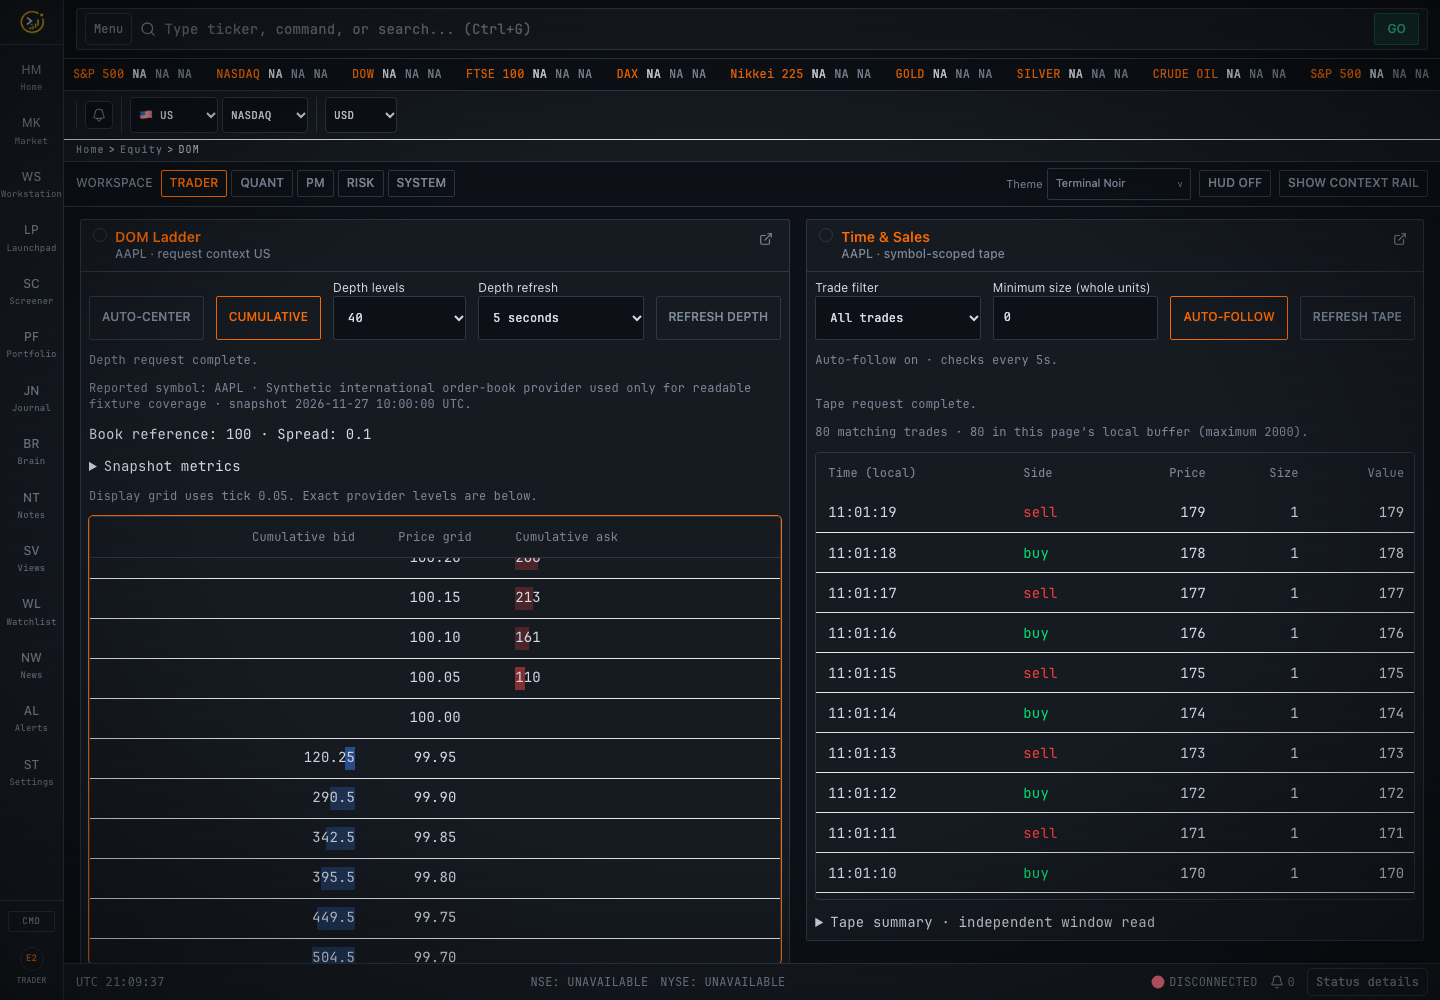 Menu Type ticker, command, or search... (Ctrl+G) GO
S&P 500 NA NA NA NASDAQ NA NA NA DOW NA NA NA FTSE 100 NA NA NA DAX NA NA NA Nikkei 225 NA NA NA GOLD NA NA NA SILVER NA NA NA CRUDE OIL NA NA NA S&P 500 NA NA NA
US NASDAQ USD
Home > Equity > DOM
WORKSPACE TRADER QUANT PM RISK SYSTEM Theme Terminal Noir HUD OFF SHOW CONTEXT RAIL
HM
Home
MK
Market
WS
Workstation
LP
Launchpad
SC
Screener
PF
Portfolio
JN
Journal
BR
Brain
NT
Notes
SV
Views
WL
Watchlist
NW
News
AL
Alerts
ST
Settings
CMD
E2
TRADER
DOM Ladder
AAPL · request context US
Depth levels Depth refresh
AUTO-CENTER CUMULATIVE 40 5 seconds REFRESH DEPTH
Depth request complete.
Reported symbol: AAPL · Synthetic international order-book provider used only for readable
fixture coverage · snapshot 2026-11-27 10:00:00 UTC.
Book reference: 100 · Spread: 0.1
Snapshot metrics
Display grid uses tick 0.05. Exact provider levels are below.
Cumulative bid Price grid Cumulative ask
100.20
100.15 213
100.10 161
100.05 110
100.00
120.25 99.95
290.5 99.90
342.5 99.85
395.5 99.80
449.5 99.75
504.5 99.70
Time & Sales
AAPL · symbol-scoped tape
Trade filter Minimum size (whole units)
All trades 0 AUTO-FOLLOW REFRESH TAPE
Auto-follow on · checks every 5s.
Tape request complete.
80 matching trades · 80 in this page's local buffer (maximum 2000).
Time (local) Side Price Size Value
11:01:19 sell 179 1 179
11:01:18 buy 178 1 178
11:01:17 sell 177 1 177
11:01:16 buy 176 1 176
11:01:15 sell 175 1 175
11:01:14 buy 174 1 174
11:01:13 sell 173 1 173
11:01:12 buy 172 1 172
11:01:11 sell 171 1 171
11:01:10 buy 170 1 170
Tape summary · independent window read
UTC 21:09:37 NSE: UNAVAILABLE NYSE: UNAVAILABLE DISCONNECTED 0 Status details